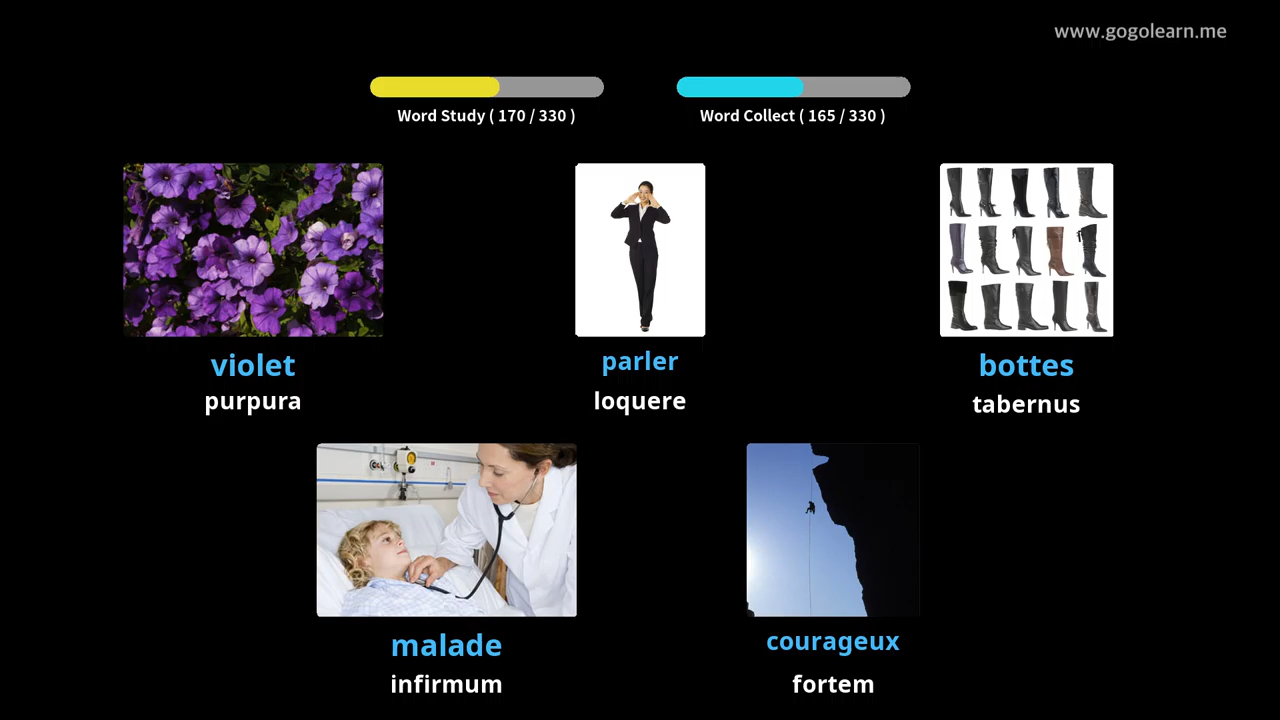 www.gogolearn.me
Word Study ( 170 / 330 )
Word Collect ( 165 / 330 )
violet
purpura
parler
loquere
bottes
tabernus
malade
infirmum
courageux
fortem